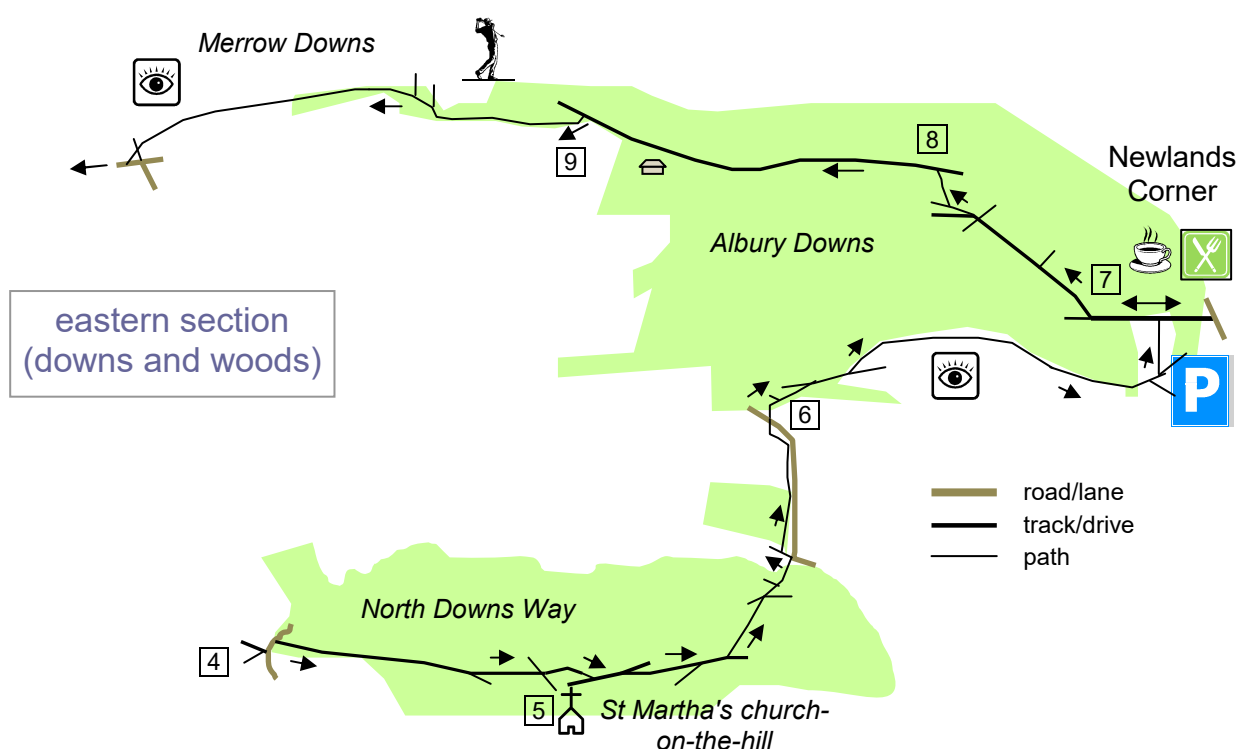 Merrow Downs
8
9
Newlands
Corner
Albury Downs
7
eastern section
(downs and woods)
P
6
road/lane
track/drive
path
North Downs Way
4
5
St Martha's church-
on-the-hill